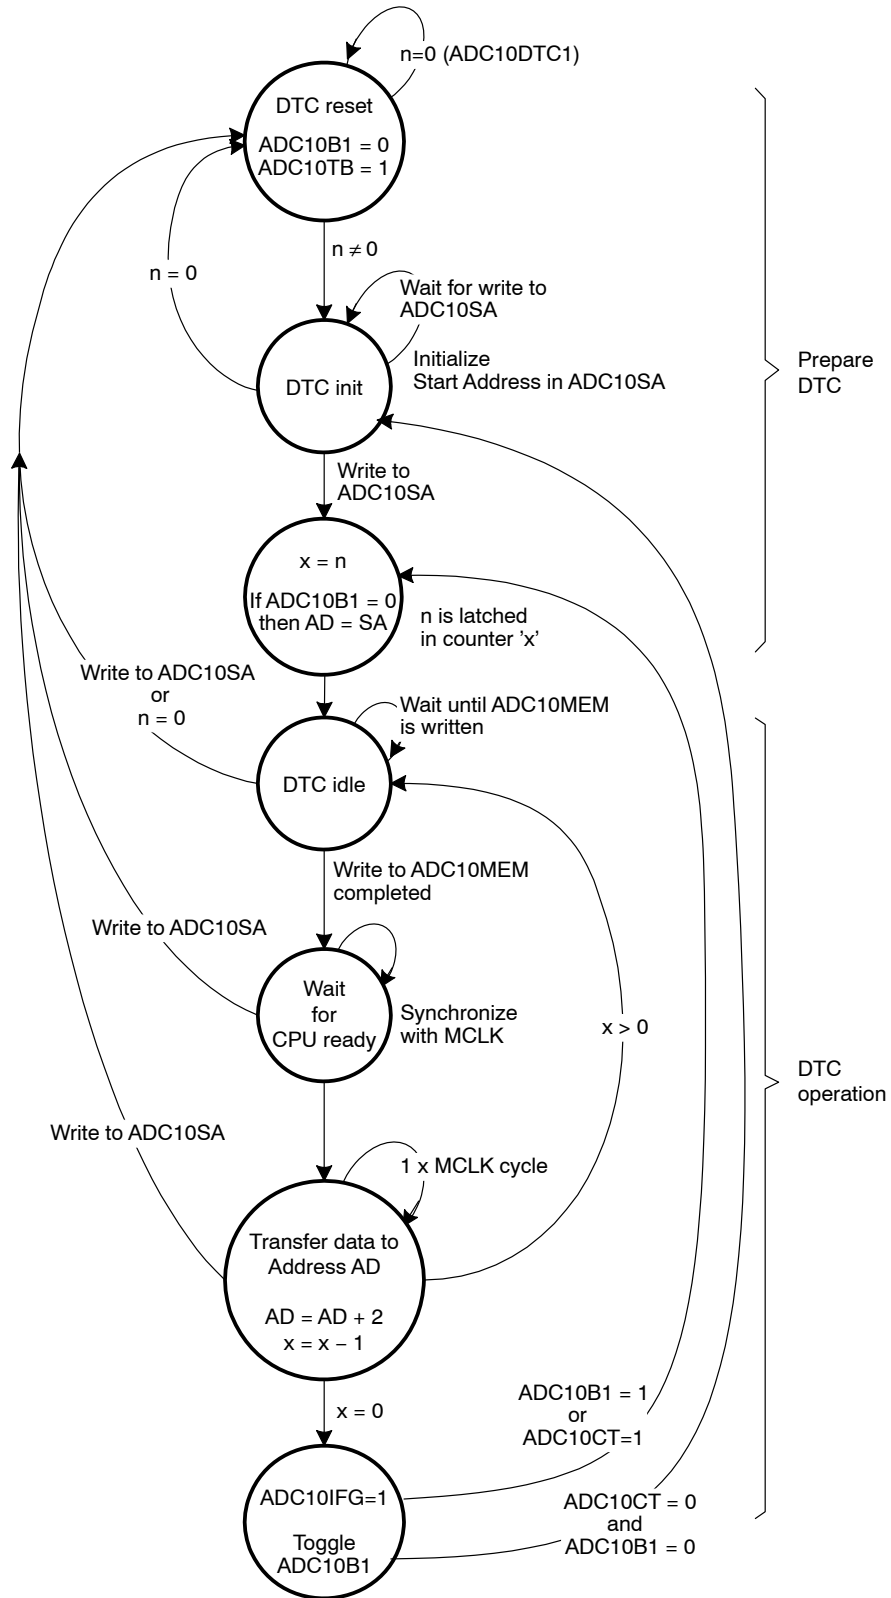 n=0 (ADC10DTC1)
DTC reset
ADC10B1 = 0
ADC10TB = 1
n ≠ 0
n = 0
Wait for write to
ADC10SA
Initialize
Start Address in ADC10SA
DTC init
Prepare
DTC
Write to
ADC10SA
x = n
If ADC10B1 = 0
then AD = SA
n is latched
in counter ’x’
Write to ADC10SA
or
n = 0
Wait until ADC10MEM
is written
DTC idle
Write to ADC10MEM
completed
Write to ADC10SA
Wait
for
CPU ready
Synchronize
with MCLK
x > 0
DTC
operation
Write to ADC10SA
1 x MCLK cycle
Transfer data to
Address AD
AD = AD + 2
x = x − 1
x = 0
ADC10B1 = 1
or
ADC10CT=1
ADC10IFG=1
Toggle
ADC10B1
ADC10CT = 0
and
ADC10B1 = 0